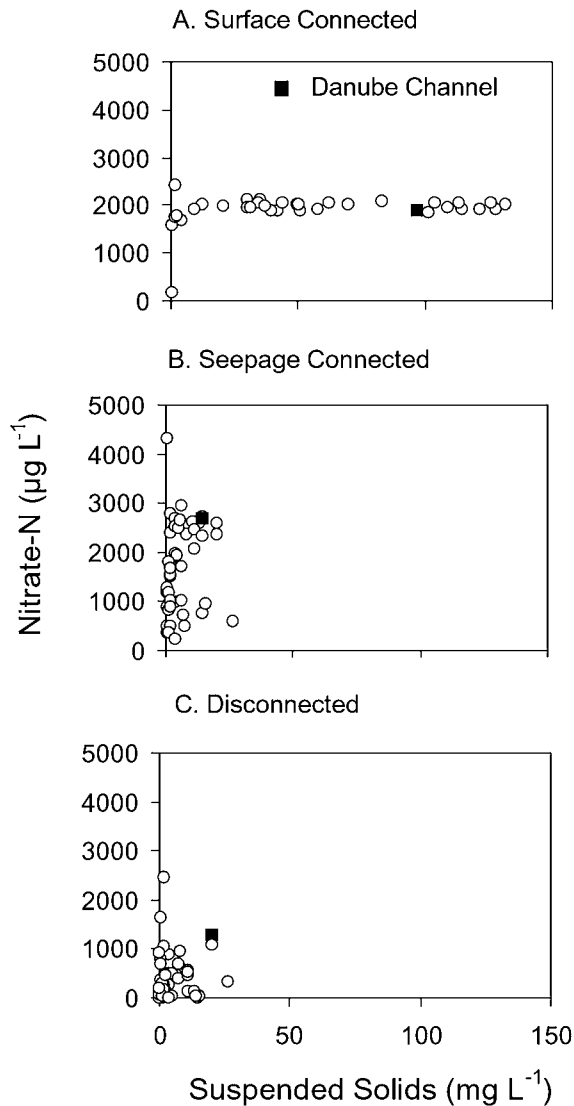 A. Surface Connected
5000
4000
3000
2000
1000
0
Danube Channel
B. Seepage Connected
5000
4000
3000
2000
1000
0
Nitrate-N (µg L⁻¹)
C. Disconnected
5000
4000
3000
2000
1000
0
0 50 100 150
Suspended Solids (mg L⁻¹)